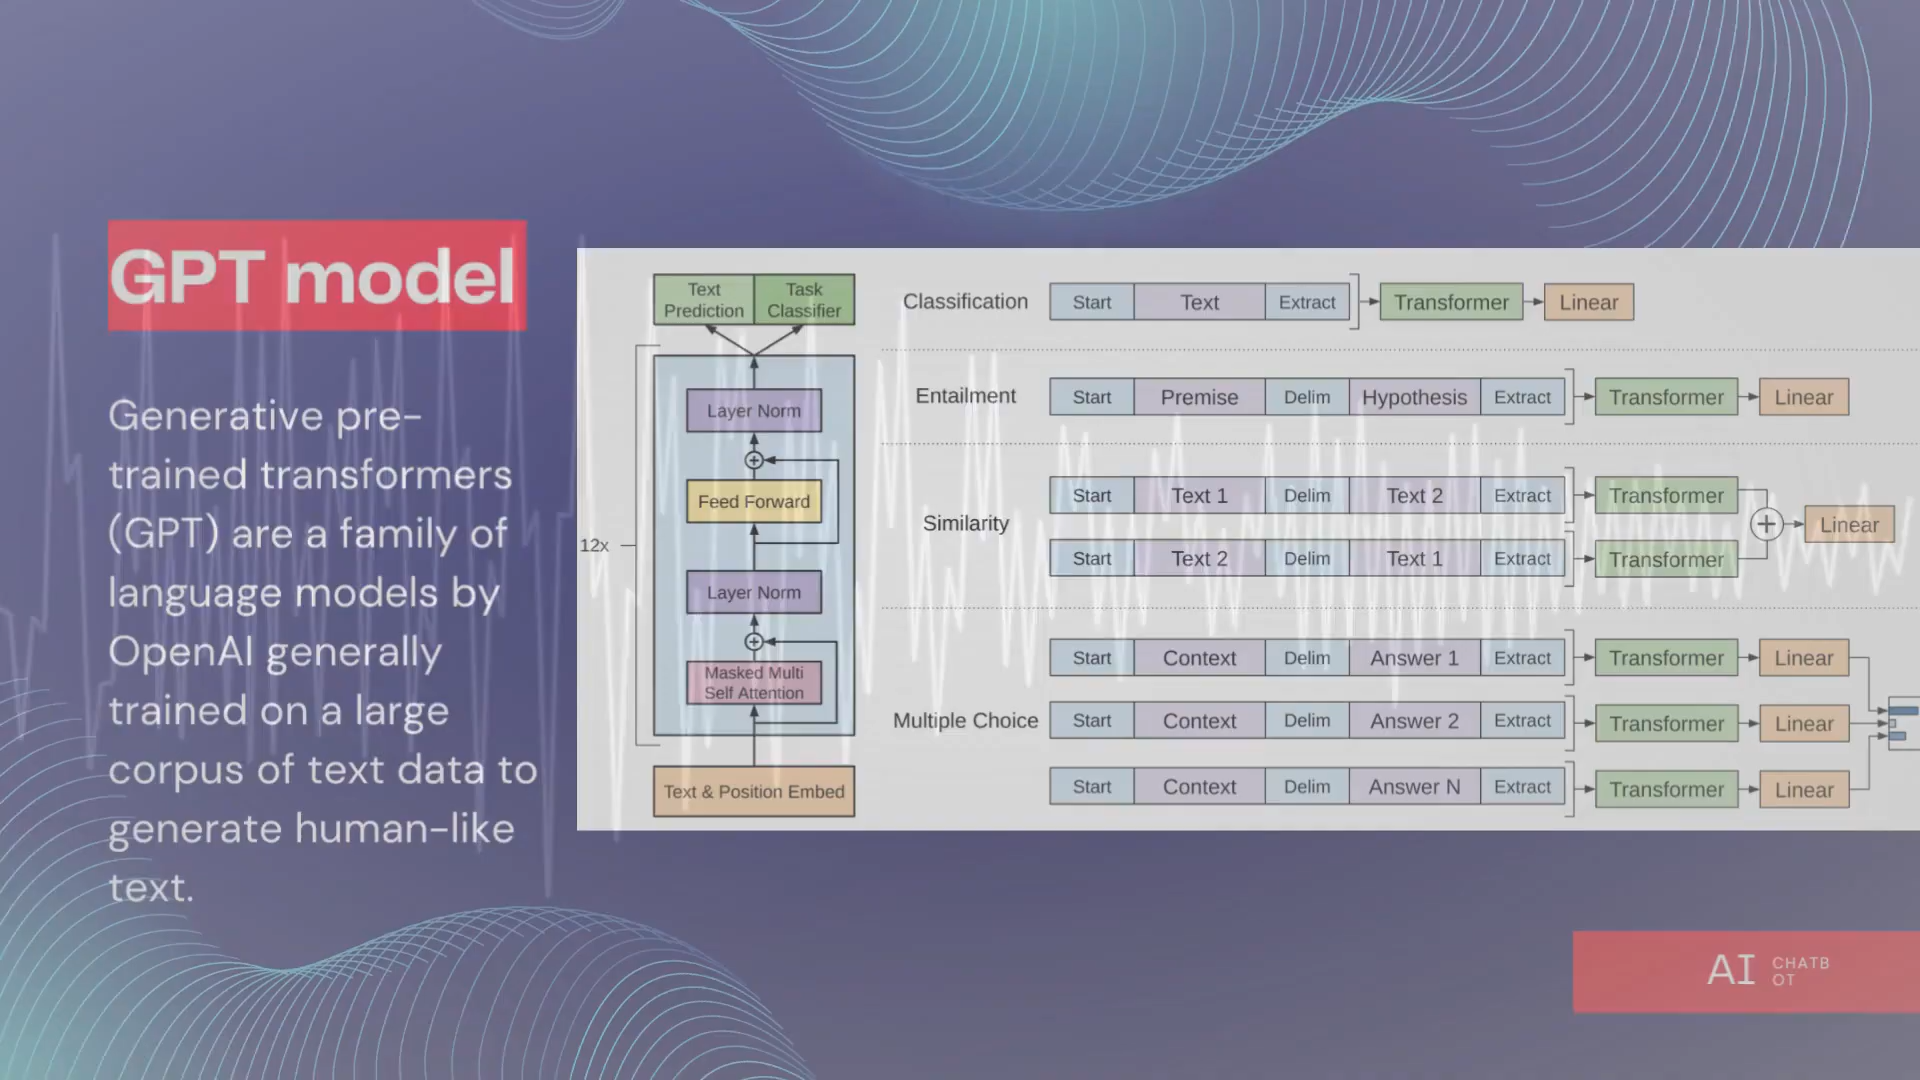 GPT model
Generative pre-
trained transformers
(GPT) are a family of
language models by
OpenAI generally
trained on a large
corpus of text data to
generate human-like
text.
Text
Prediction
Task
Classifier
Layer Norm
Feed Forward
12x
Layer Norm
Masked Multi
Self Attention
Text & Position Embed
Classification Start Text Extract Transformer Linear
Entailment Start Premise Delim Hypothesis Extract Transformer Linear
Similarity
Start Text 1 Delim Text 2 Extract Transformer
Linear
Start Text 2 Delim Text 1 Extract Transformer
Multiple Choice
Start Context Delim Answer 1 Extract Transformer Linear
Start Context Delim Answer 2 Extract Transformer Linear
Start Context Delim Answer N Extract Transformer Linear
AI
CHATB
OT